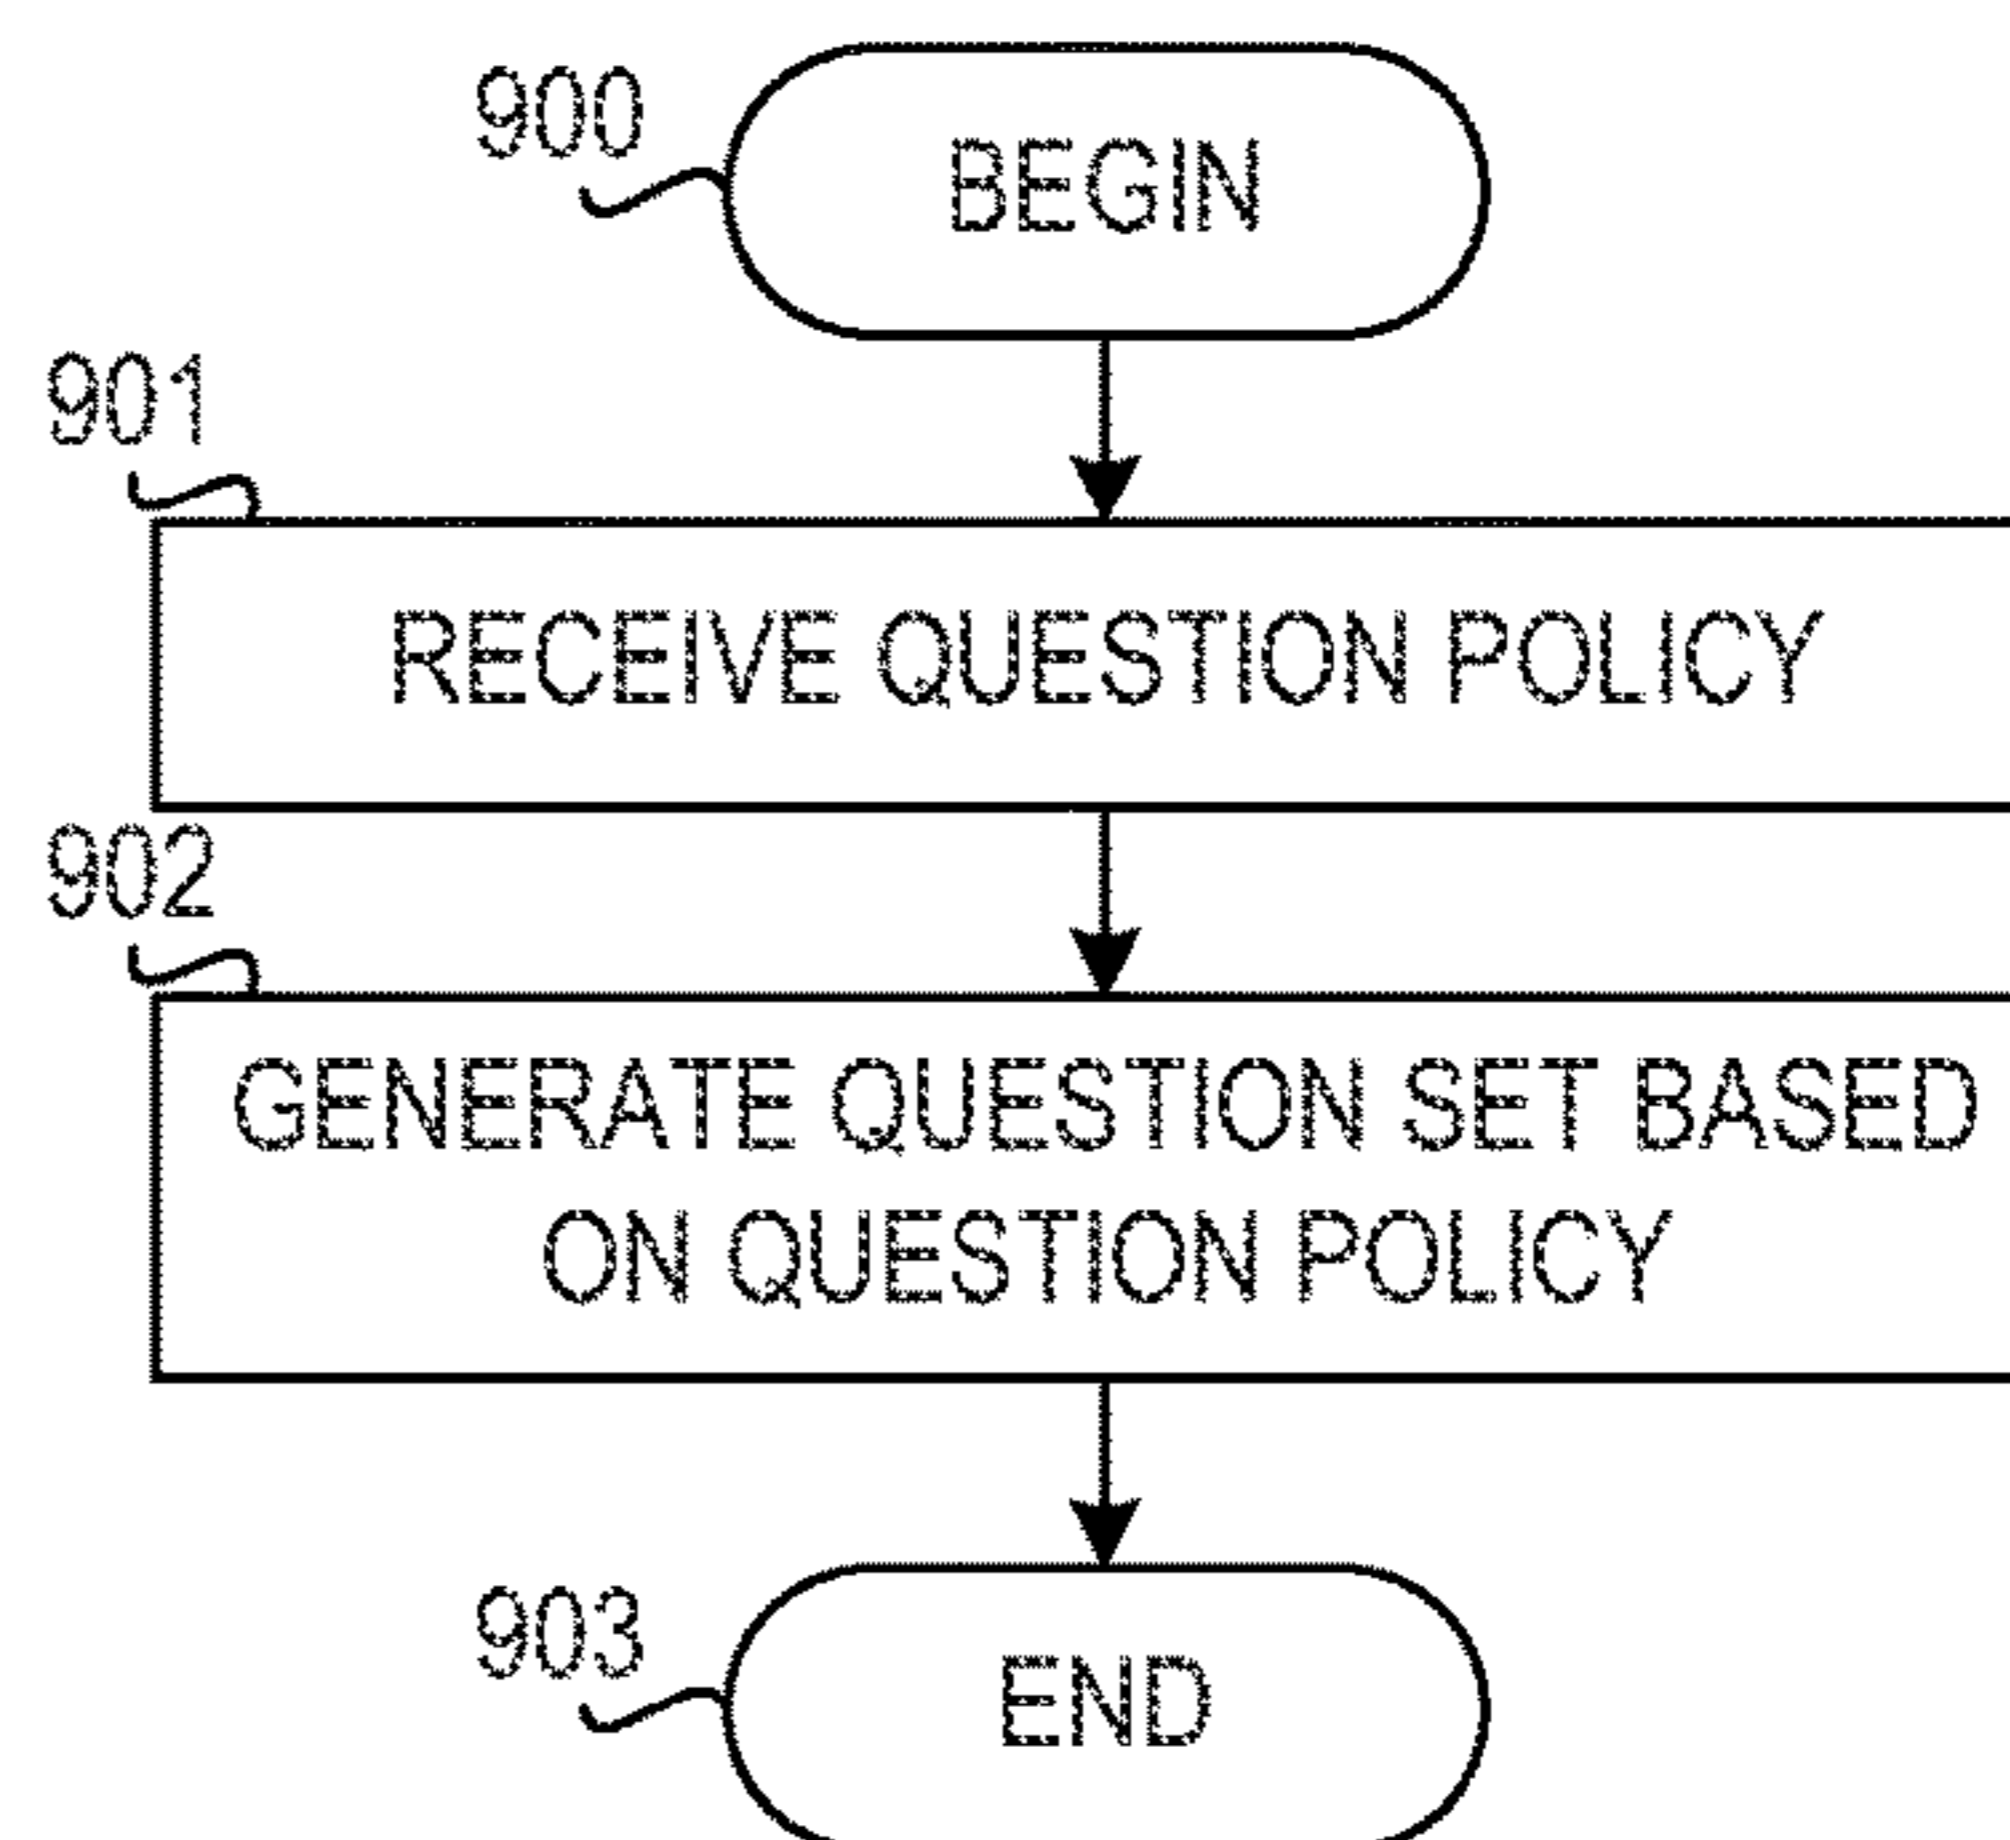 900
BEGIN
901
RECEIVE QUESTION POLICY
902
GENERATE QUESTION SET BASED
ON QUESTION POLICY
903
END